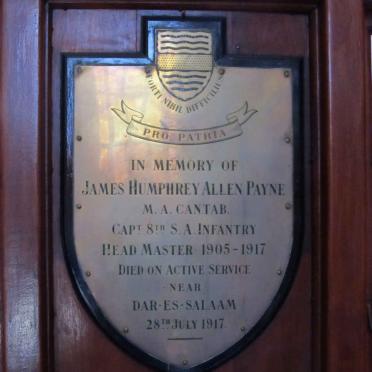 FORTI NIHIL DIFFICILIUS
PRO PATRIA
IN MEMORY OF
JAMES HUMPHREY ALLEN PAYNE
M.A. CANTAB.
CAPT 8TH S.A. INFANTRY
HEAD MASTER 1905-1917
DIED ON ACTIVE SERVICE
NEAR
DAR-ES-SALAAM
28TH JULY 1917.